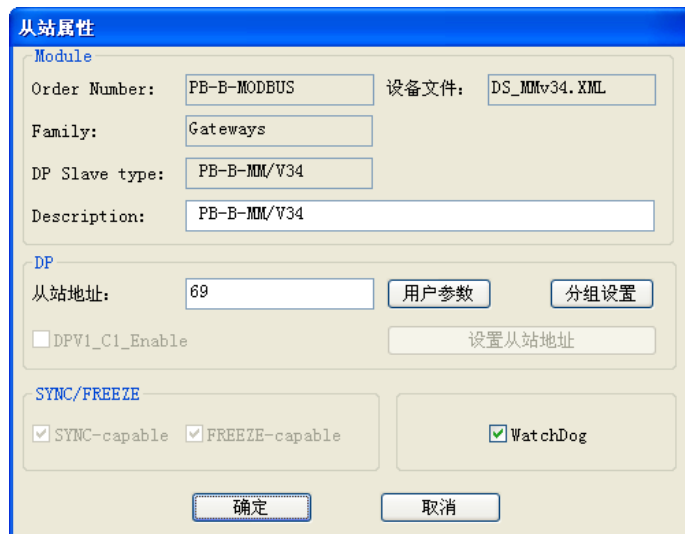 从站属性
Module
Order Number: PB-B-MODBUS 设备文件: DS_MMv34.XML
Family: Gateways
DP Slave type: PB-B-MM/V34
Description: PB-B-MM/V34
DP
从站地址: 69 用户参数 分组设置
DPV1_C1_Enable 设置从站地址
SYNC/FREEZE
SYNC-capable FREEZE-capable WatchDog
确定 取消